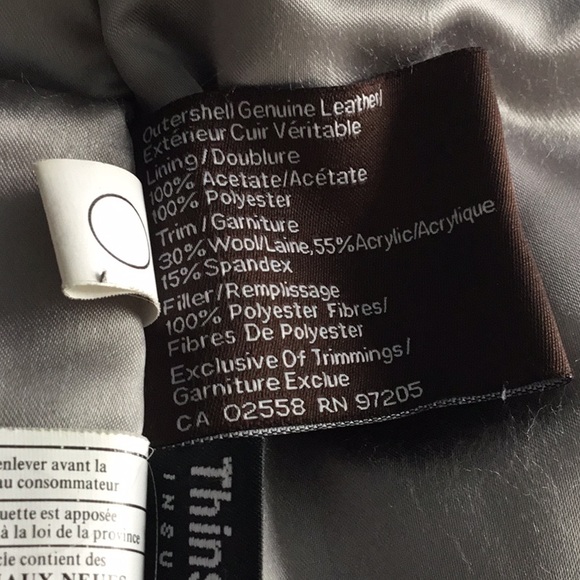 Outershell Genuine Leather/
Extérieur Cuir Véritable
Lining/Doublure
100% Acetate/Acétate
100% Polyester
Trim/Garniture
30% Wool/Laine,55%Acrylic/Acrylique
15%Spandex
Filler/Remplissage
100% Polyester Fibres/
Fibres De Polyester
Exclusive Of Trimmings/
Garniture Exclue
CA 02558 RN 97205
enlever avant la
au consommateur
uette est apposée
à la loi de la province
cle contient des
AUX NEUFS
Thins
INSU